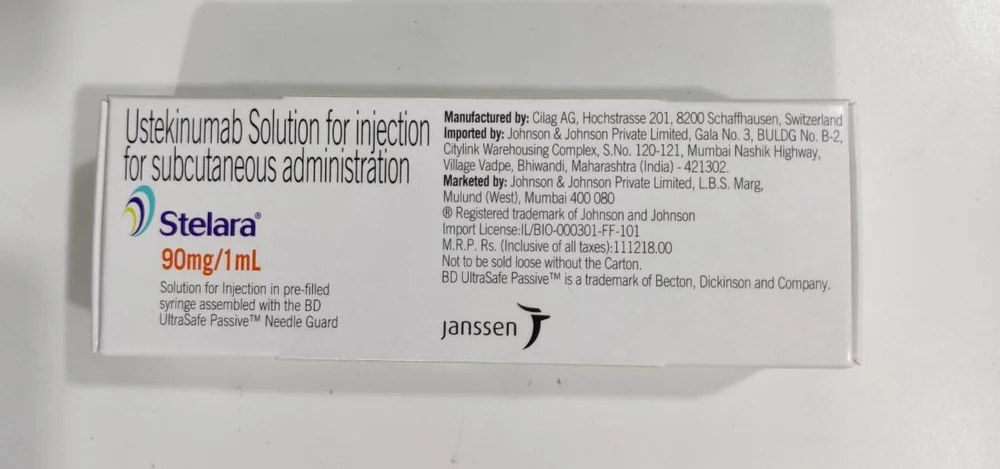 Ustekinumab Solution for injection
for subcutaneous administration
Stelara®
90mg/1mL
Solution for Injection in pre-filled
syringe assembled with the BD
UltraSafe Passive™ Needle Guard
Manufactured by: Cilag AG, Hochstrasse 201, 8200 Schaffhausen, Switzerland
Imported by: Johnson & Johnson Private Limited, Gala No. 3, BULDG No. B-2,
Citylink Warehousing Complex, S.No. 120-121, Mumbai Nashik Highway,
Village Vadpe, Bhiwandi, Maharashtra (India) - 421302.
Marketed by: Johnson & Johnson Private Limited, L.B.S. Marg,
Mulund (West), Mumbai 400 080
® Registered trademark of Johnson and Johnson
Import License:IL/BIO-000301-FF-101
M.R.P. Rs. (Inclusive of all taxes):111218.00
Not to be sold loose without the Carton.
BD UltraSafe Passive™ is a trademark of Becton, Dickinson and Company.
janssen